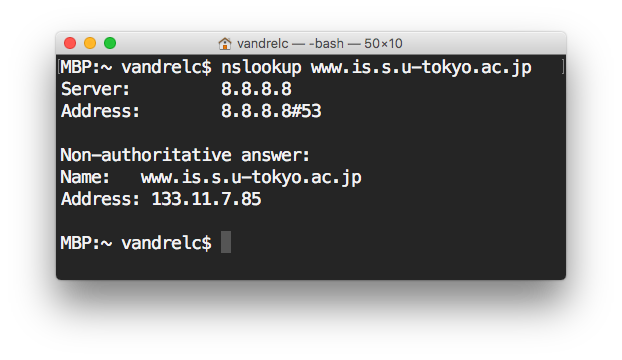 vandrelc — -bash — 50×10
MBP:~ vandrelc$ nslookup www.is.s.u-tokyo.ac.jp
Server: 8.8.8.8
Address: 8.8.8.8#53
Non-authoritative answer:
Name: www.is.s.u-tokyo.ac.jp
Address: 133.11.7.85
MBP:~ vandrelc$